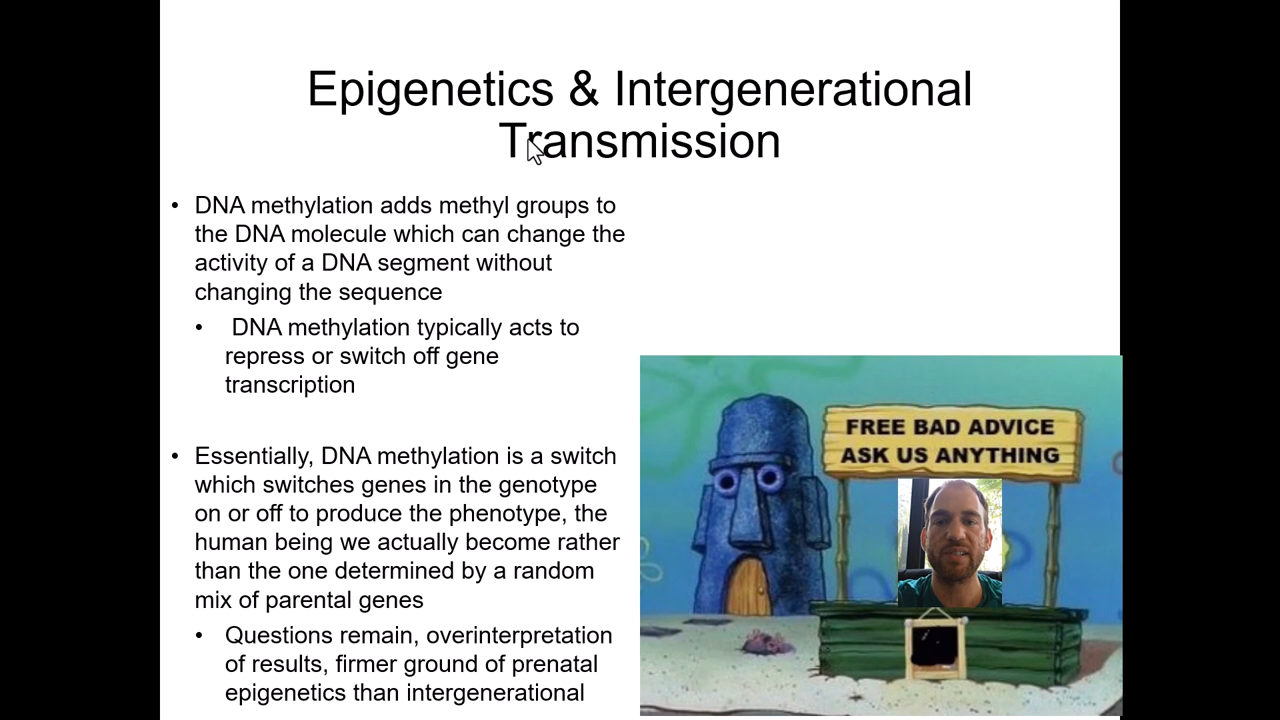 Epigenetics & Intergenerational
Transmission
• DNA methylation adds methyl groups to
the DNA molecule which can change the
activity of a DNA segment without
changing the sequence
• DNA methylation typically acts to
repress or switch off gene
transcription
• Essentially, DNA methylation is a switch
which switches genes in the genotype
on or off to produce the phenotype, the
human being we actually become rather
than the one determined by a random
mix of parental genes
• Questions remain, overinterpretation
of results, firmer ground of prenatal
epigenetics than intergenerational
FREE BAD ADVICE
ASK US ANYTHING